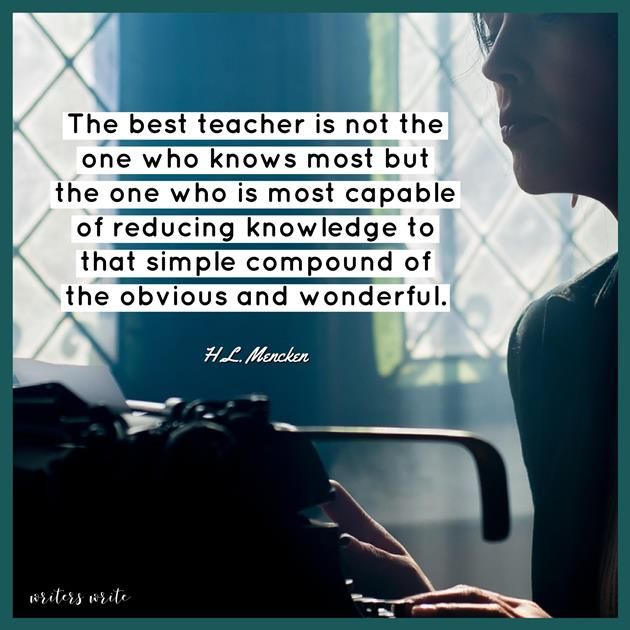 The best teacher is not the
one who knows most but
the one who is most capable
of reducing knowledge to
that simple compound of
the obvious and wonderful.
H.L. Mencken
writers write